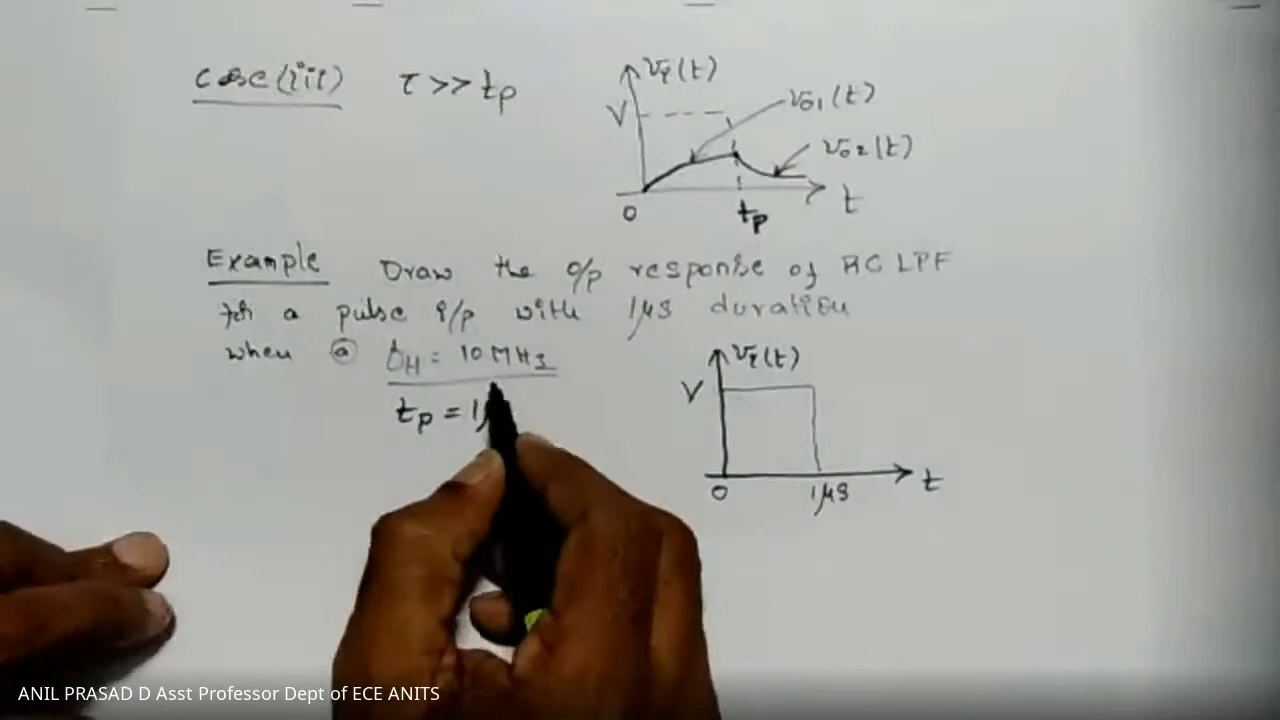 case(iii) τ >> tp
vi(t)
V
vo1(t)
vo2(t)
0 tp t
Example Draw the o/p response of RC LPF
for a pulse i/p with 1μs duration
when ⓐ fH = 10 MHz
tp = 1μ
vi(t)
V
0 1μs t
ANIL PRASAD D Asst Professor Dept of ECE ANITS